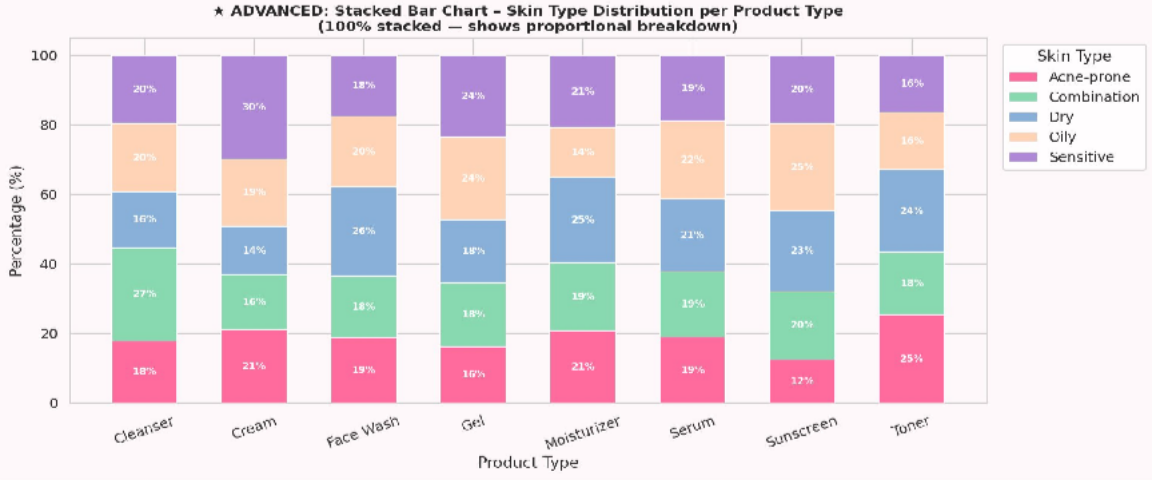 ★ ADVANCED: Stacked Bar Chart – Skin Type Distribution per Product Type
(100% stacked — shows proportional breakdown)
Skin Type
Acne-prone
Combination
Dry
Oily
Sensitive
Percentage (%)
100
80
60
40
20
0
20% 30% 18% 24% 21% 19% 20% 16%
20% 19% 20% 24% 14% 22% 25% 16%
16% 14% 26% 18% 25% 21% 23% 24%
27% 16% 18% 18% 19% 19% 20% 18%
18% 21% 19% 16% 21% 19% 12% 25%
Cleanser Cream Face Wash Gel Moisturizer Serum Sunscreen Toner
Product Type